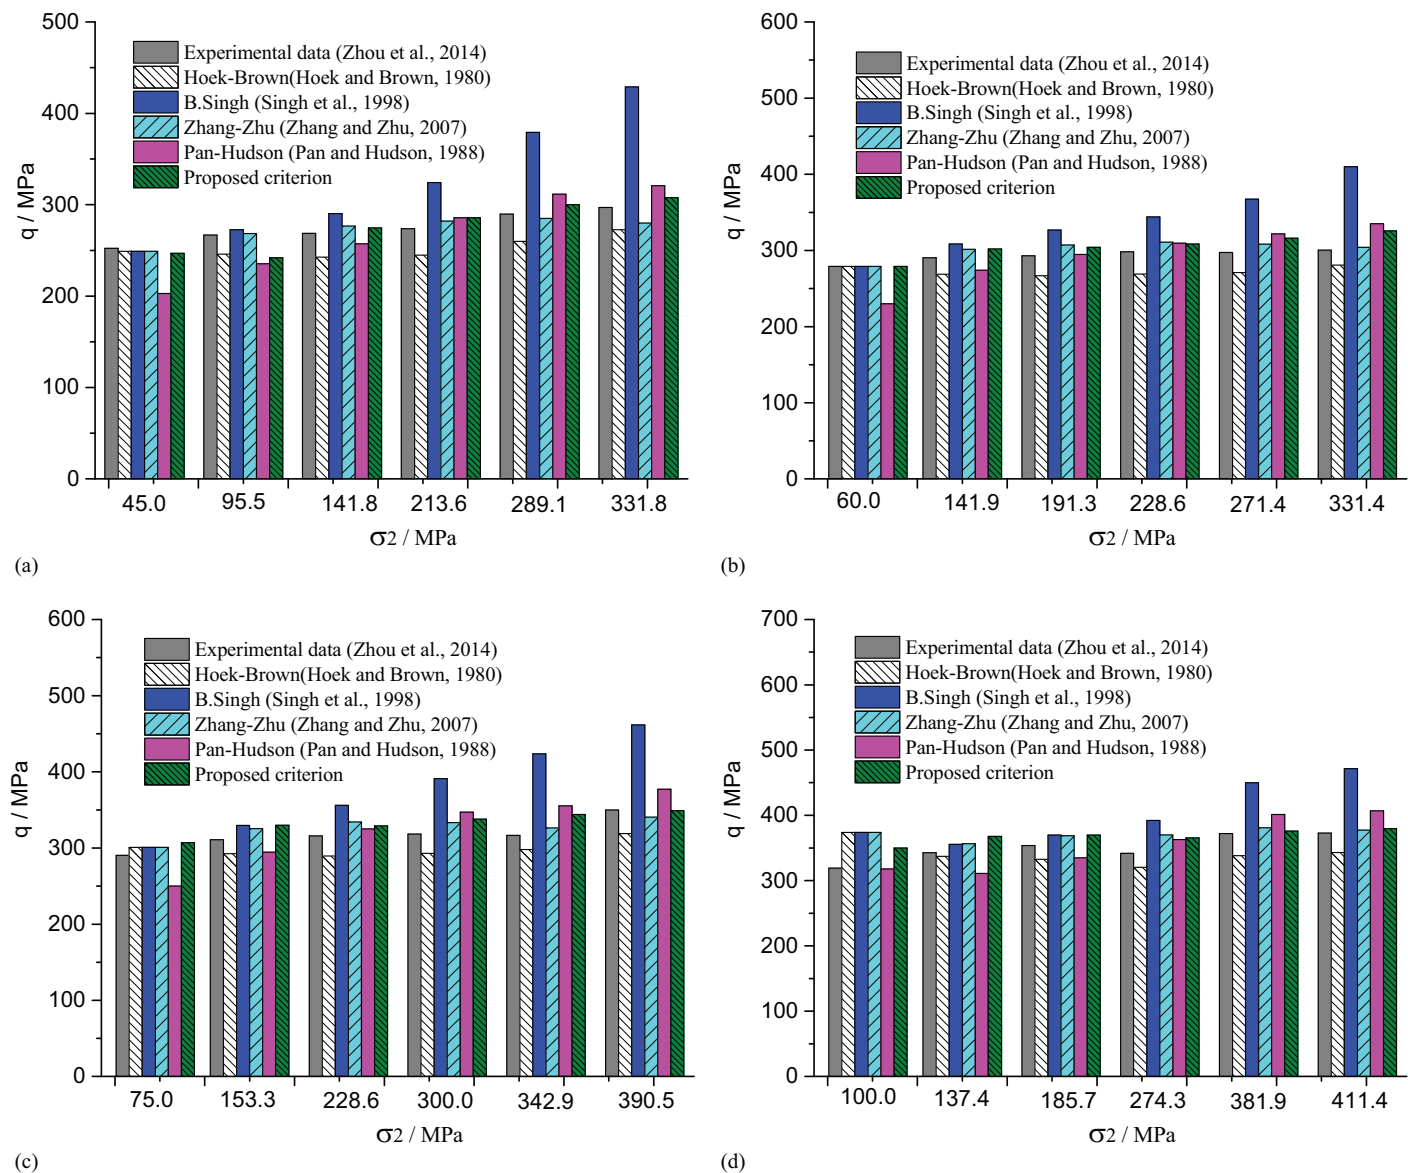 500
400
300
200
100
0
q / MPa
Experimental data (Zhou et al., 2014)
Hoek-Brown(Hoek and Brown, 1980)
B.Singh (Singh et al., 1998)
Zhang-Zhu (Zhang and Zhu, 2007)
Pan-Hudson (Pan and Hudson, 1988)
Proposed criterion
45.0 95.5 141.8 213.6 289.1 331.8
σ2 / MPa
(a)
600
500
400
300
200
100
0
q / MPa
Experimental data (Zhou et al., 2014)
Hoek-Brown(Hoek and Brown, 1980)
B.Singh (Singh et al., 1998)
Zhang-Zhu (Zhang and Zhu, 2007)
Pan-Hudson (Pan and Hudson, 1988)
Proposed criterion
60.0 141.9 191.3 228.6 271.4 331.4
σ2 / MPa
(b)
600
500
400
300
200
100
0
q / MPa
Experimental data (Zhou et al., 2014)
Hoek-Brown(Hoek and Brown, 1980)
B.Singh (Singh et al., 1998)
Zhang-Zhu (Zhang and Zhu, 2007)
Pan-Hudson (Pan and Hudson, 1988)
Proposed criterion
75.0 153.3 228.6 300.0 342.9 390.5
σ2 / MPa
(c)
700
600
500
400
300
200
100
0
q / MPa
Experimental data (Zhou et al., 2014)
Hoek-Brown(Hoek and Brown, 1980)
B.Singh (Singh et al., 1998)
Zhang-Zhu (Zhang and Zhu, 2007)
Pan-Hudson (Pan and Hudson, 1988)
Proposed criterion
100.0 137.4 185.7 274.3 381.9 411.4
σ2 / MPa
(d)